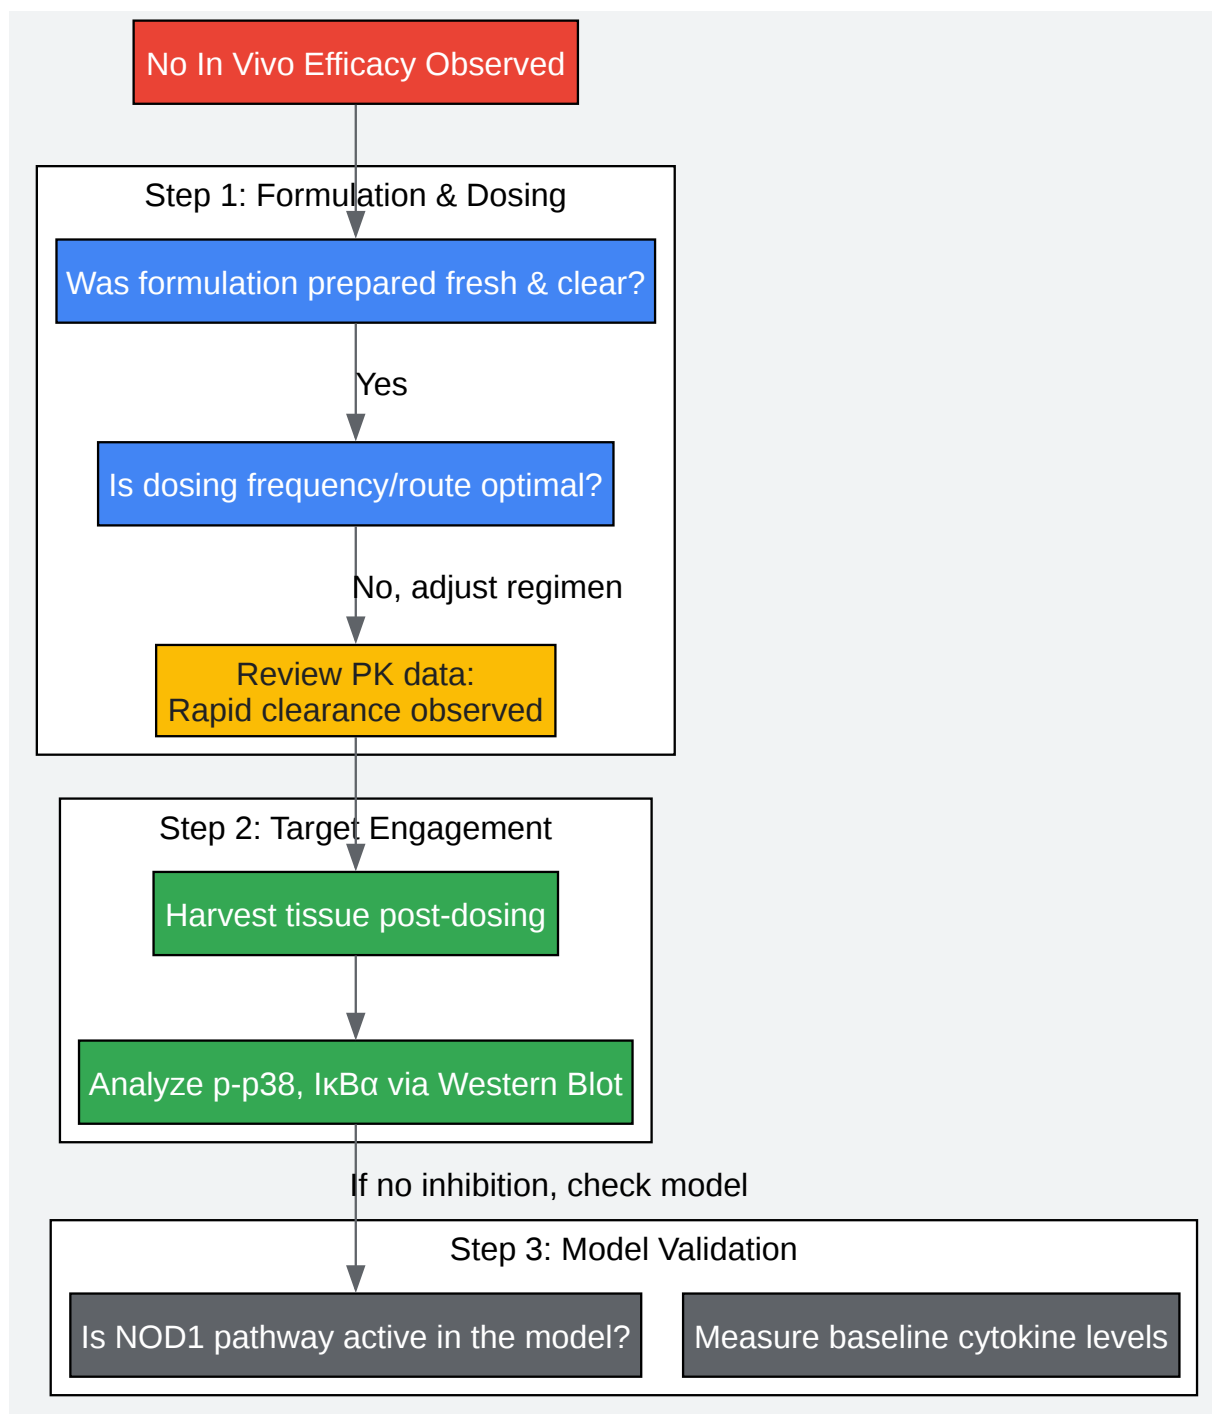 No In Vivo Efficacy Observed
Step 1: Formulation & Dosing
Was formulation prepared fresh & clear?
Yes
Is dosing frequency/route optimal?
No, adjust regimen
Review PK data:
Rapid clearance observed
Step 2: Target Engagement
Harvest tissue post-dosing
Analyze p-p38, IκBα via Western Blot
If no inhibition, check model
Step 3: Model Validation
Is NOD1 pathway active in the model?
Measure baseline cytokine levels